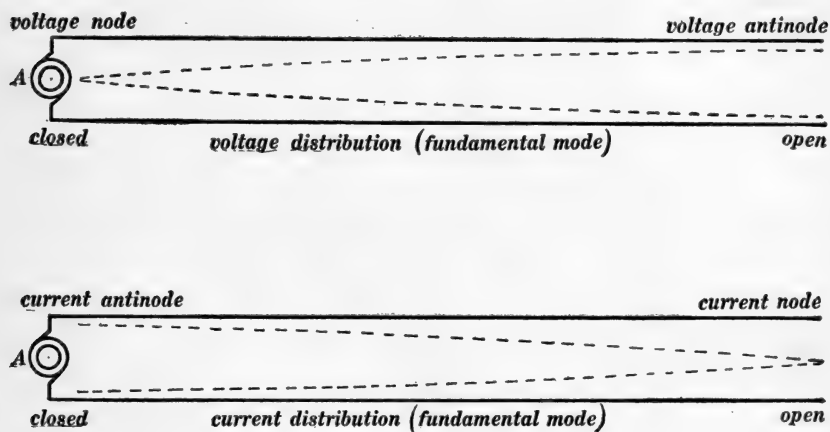 voltage node voltage antinode
A
closed voltage distribution (fundamental mode) open
current antinode current node
A
closed current distribution (fundamental mode) open